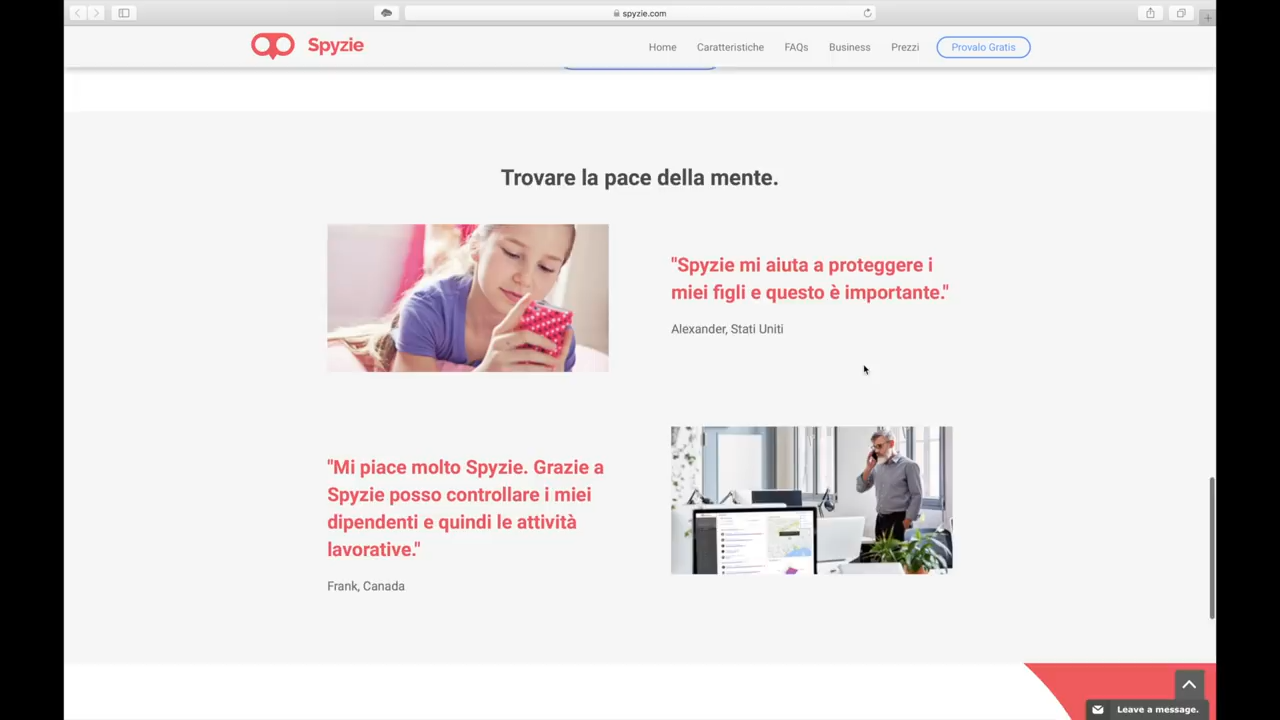 spyzie.com
Spyzie
Home
Caratteristiche
FAQs
Business
Prezzi
Provalo Gratis
Trovare la pace della mente.
"Spyzie mi aiuta a proteggere i
miei figli e questo è importante."
Alexander, Stati Uniti
"Mi piace molto Spyzie. Grazie a
Spyzie posso controllare i miei
dipendenti e quindi le attività
lavorative."
Frank, Canada
Leave a message.